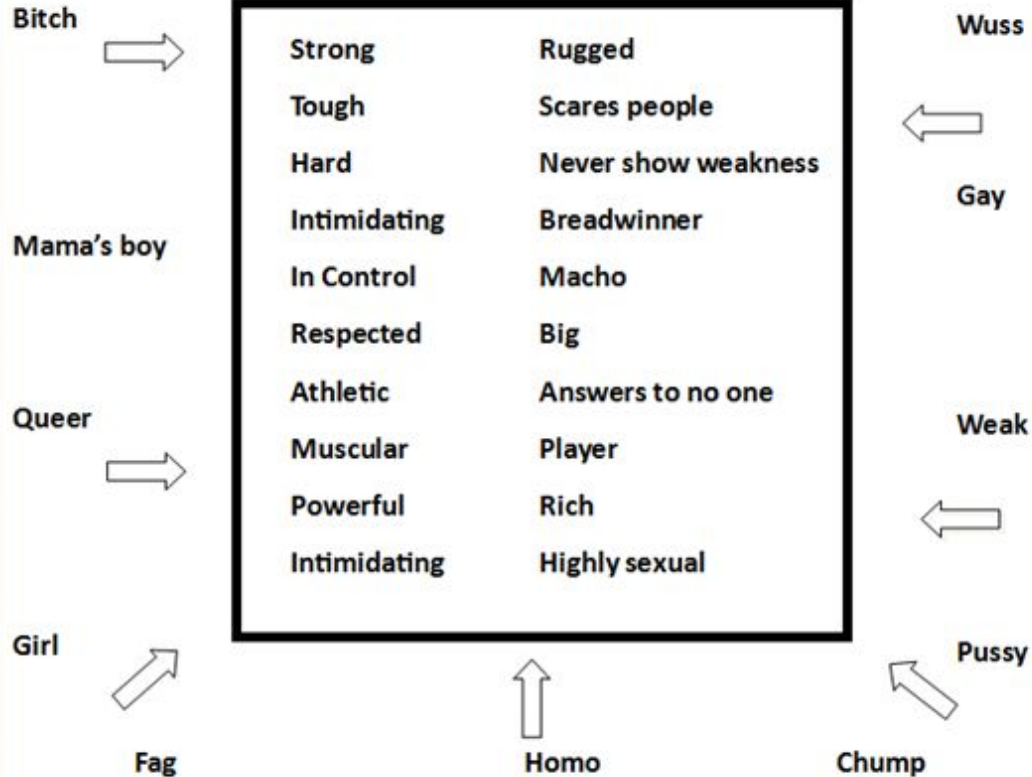 Bitch
Wuss
Strong Rugged
Tough Scares people
Hard Never show weakness
Gay
Intimidating Breadwinner
Mama's boy
In Control Macho
Respected Big
Athletic Answers to no one
Queer
Weak
Muscular Player
Powerful Rich
Intimidating Highly sexual
Girl
Pussy
Fag Homo Chump